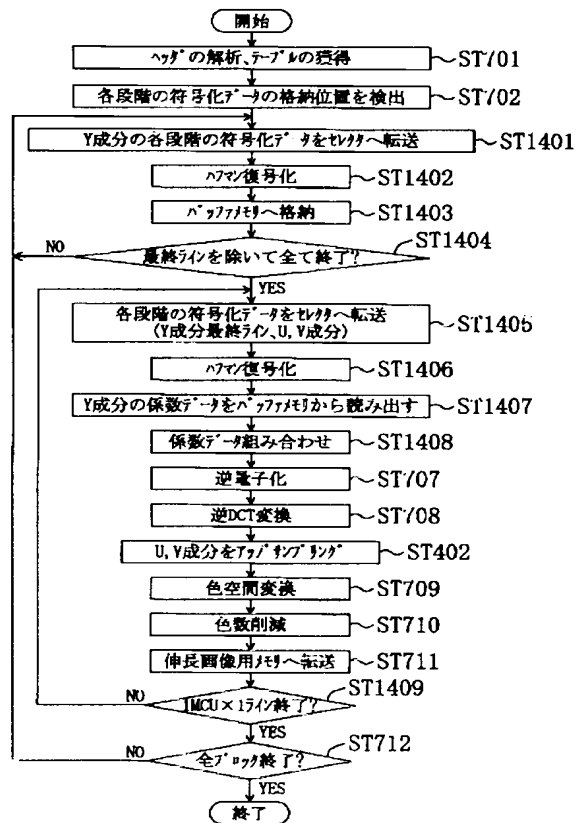 開始
ヘッダの解析、テーブルの獲得 ST701
各段階の符号化データの格納位置を検出 ST702
Y成分の各段階の符号化データをセレクタへ転送 ST1401
ハフマン復号化 ST1402
バッファメモリへ格納 ST1403
NO 最終ラインを除いて全て終了? ST1404
YES
各段階の符号化データをセレクタへ転送 ST1405
(Y成分最終ライン、U,V成分)
ハフマン復号化 ST1406
Y成分の係数データをバッファメモリから読み出す ST1407
係数データ組み合わせ ST1408
逆量子化 ST707
逆DCT変換 ST708
U,V成分をアップサンプリング ST402
色空間変換 ST709
色数削減 ST710
伸長画像用メモリへ転送 ST711
NO 1MCU×1ライン終了? ST1409
YES
NO 全ブロック終了? ST712
YES
終了